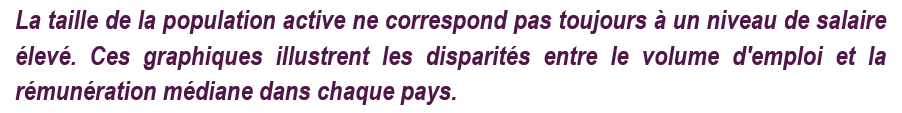 La taille de la population active ne correspond pas toujours à un niveau de salaire
élevé. Ces graphiques illustrent les disparités entre le volume d'emploi et la
rémunération médiane dans chaque pays.